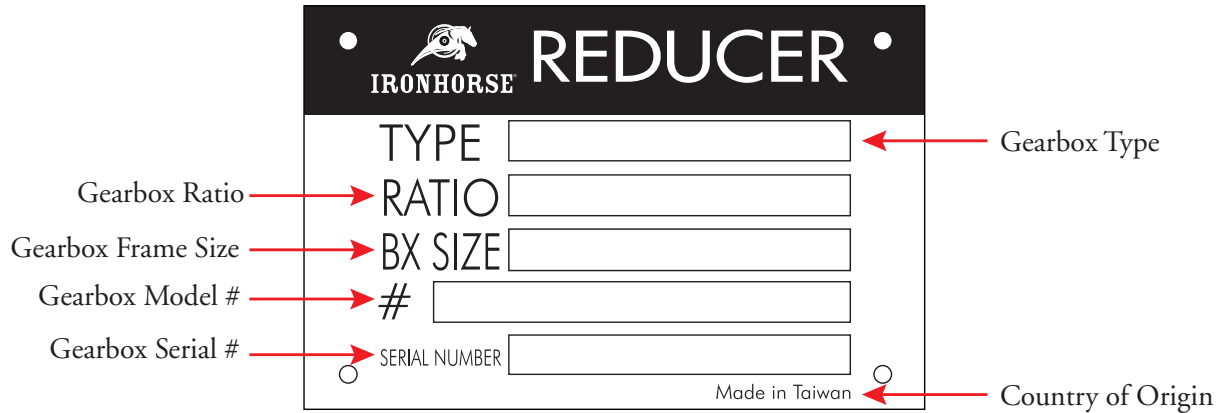 IRONHORSE REDUCER
TYPE
Gearbox Type
Gearbox Ratio
RATIO
Gearbox Frame Size
BX SIZE
Gearbox Model #
#
Gearbox Serial #
SERIAL NUMBER
Made in Taiwan
Country of Origin